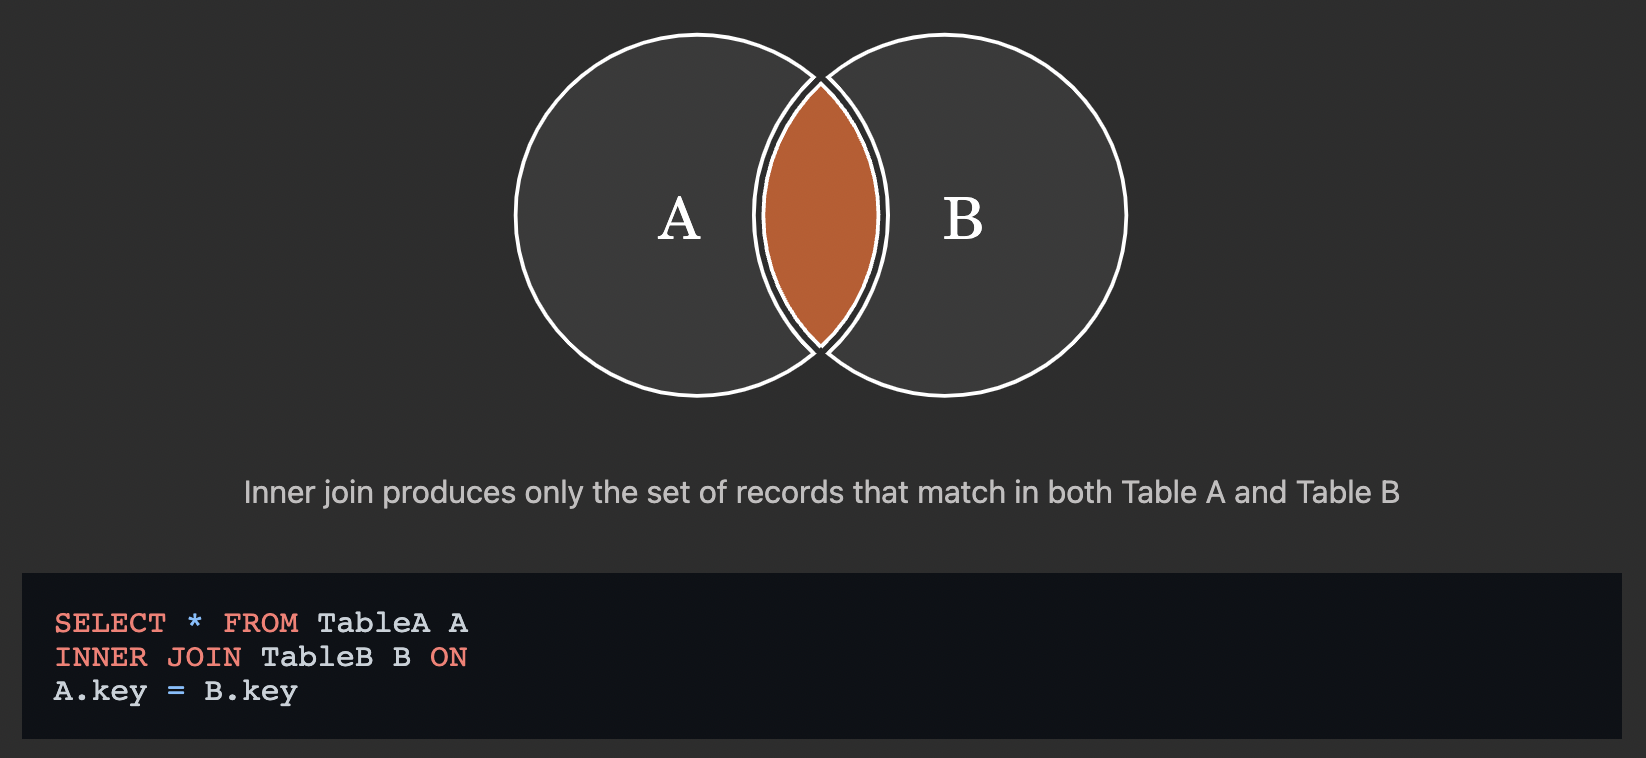 A B
Inner join produces only the set of records that match in both Table A and Table B
SELECT * FROM TableA A
INNER JOIN TableB B ON
A.key = B.key